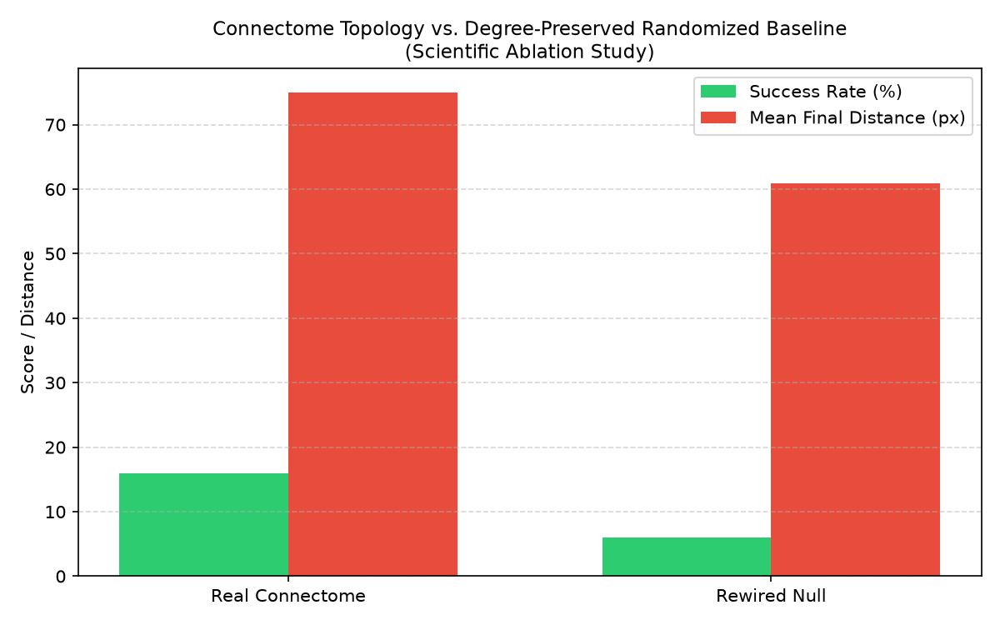 Connectome Topology vs. Degree-Preserved Randomized Baseline
(Scientific Ablation Study)
Success Rate (%)
Mean Final Distance (px)
Score / Distance
70
60
50
40
30
20
10
0
Real Connectome
Rewired Null